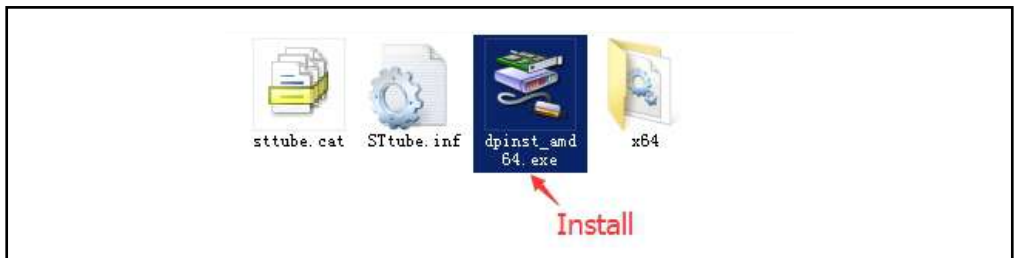 sttube.cat
STtube.inf
dpinst_amd
64.exe
x64
Install